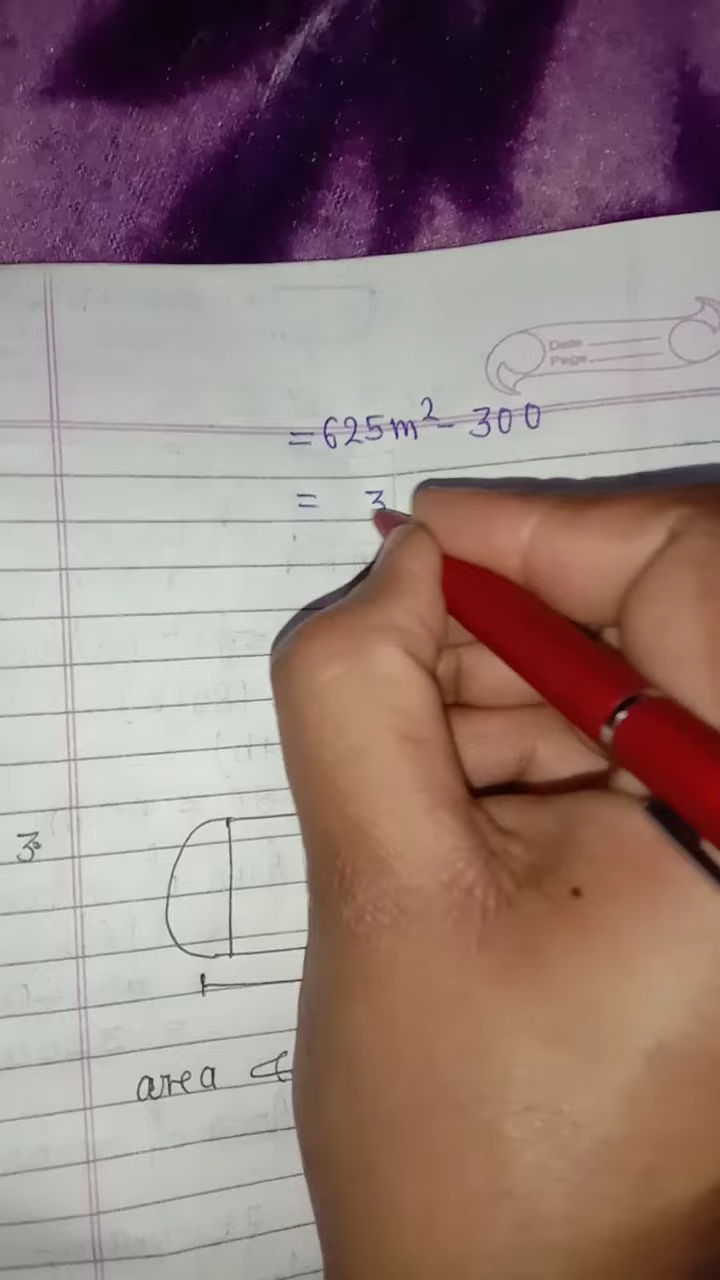 Date
Page
= 625m² - 300
= 3
3.
area